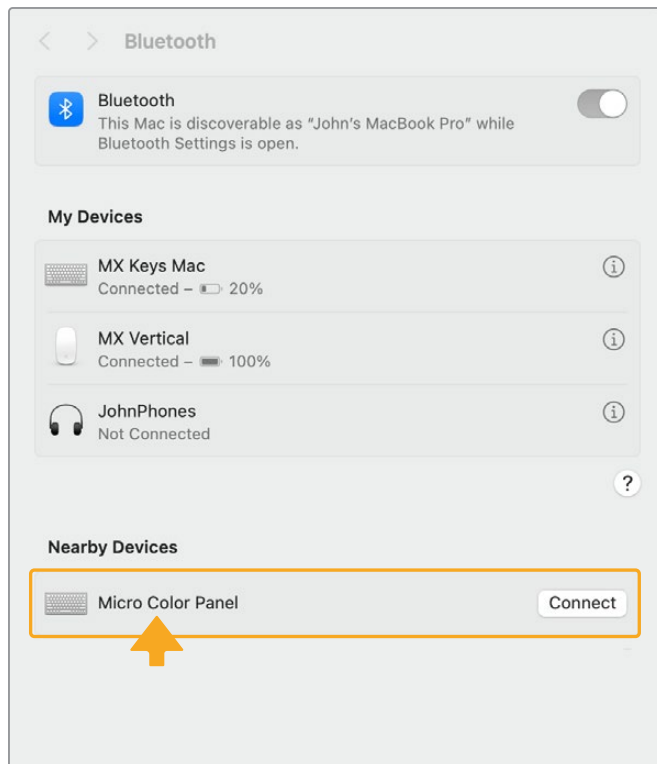 Bluetooth
Bluetooth
This Mac is discoverable as "John's MacBook Pro" while
Bluetooth Settings is open.
My Devices
MX Keys Mac
Connected – 20%
MX Vertical
Connected – 100%
JohnPhones
Not Connected
?
Nearby Devices
Micro Color Panel
Connect